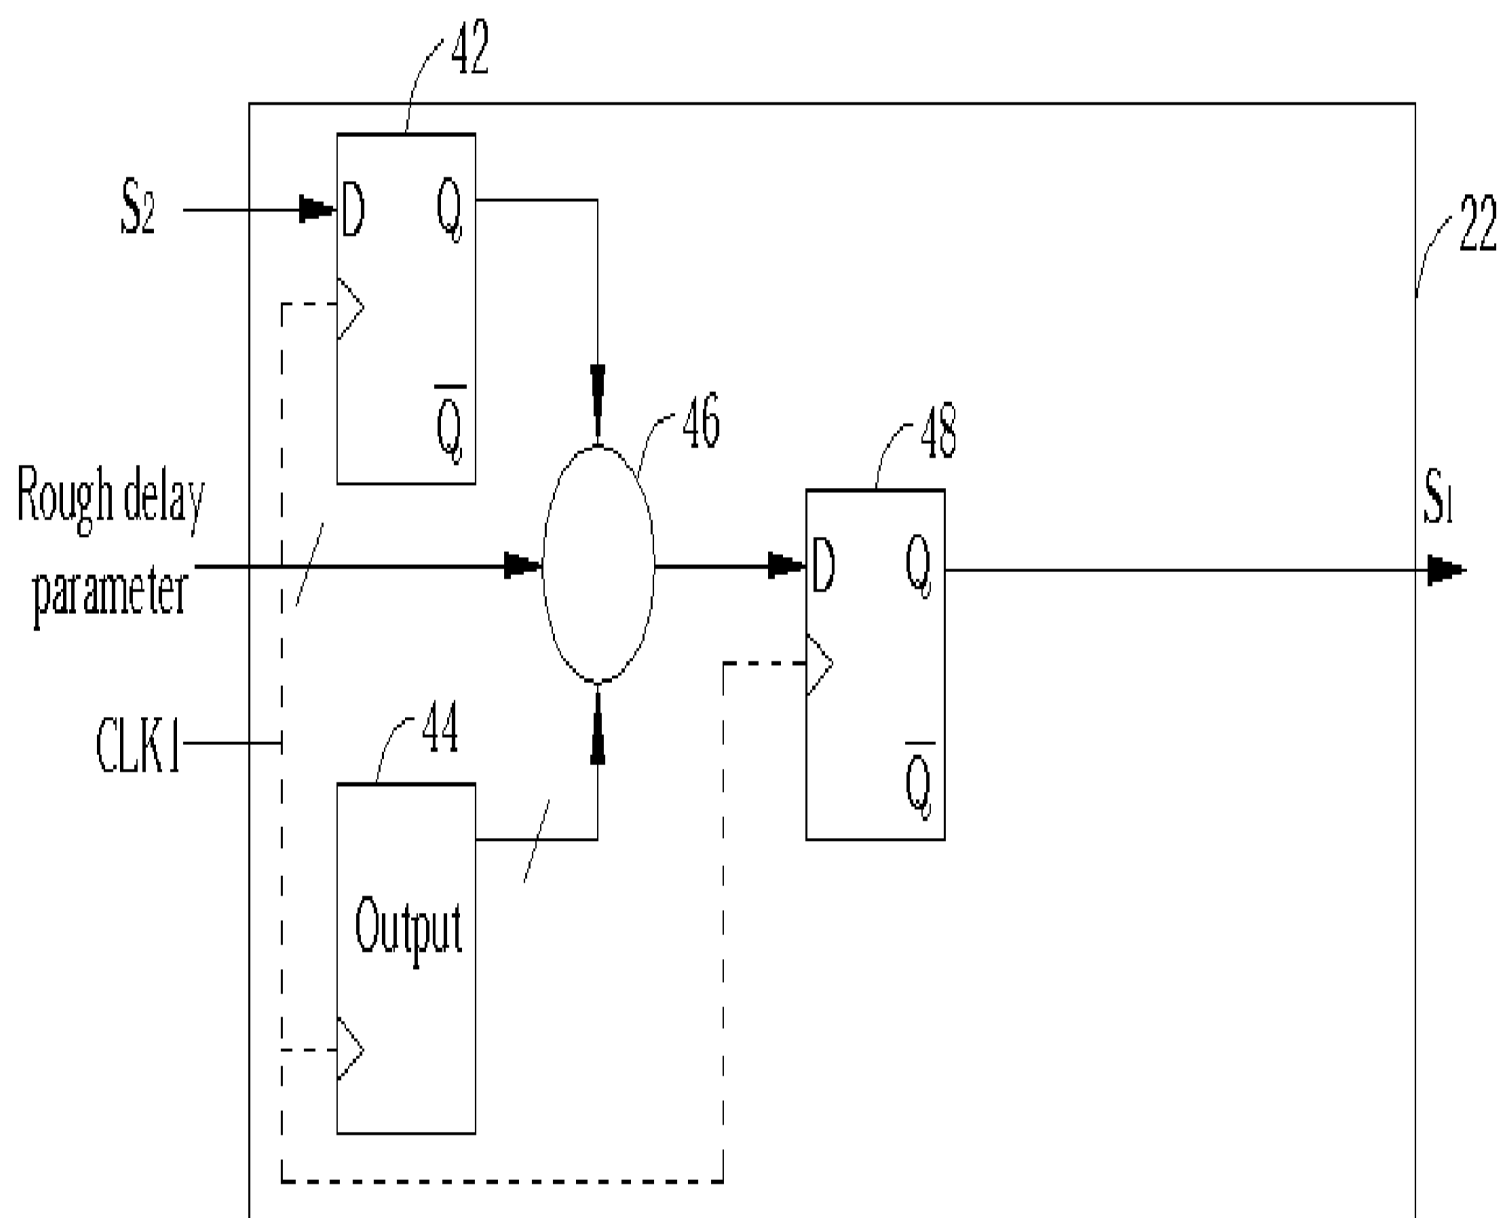 42
S2
D Q
22
Q
46
48
Rough delay
parameter
S1
D Q
CLK1
44
Q
Output